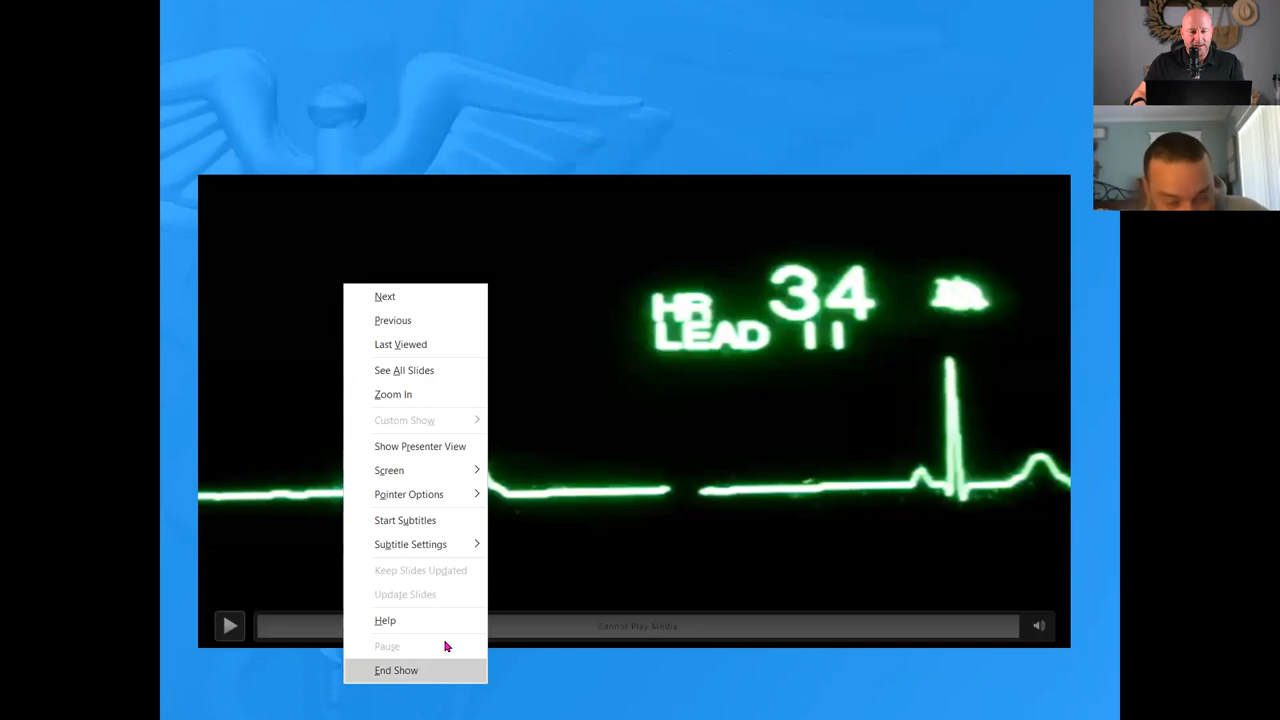 HR 34
LEAD II
Next
Previous
Last Viewed
See All Slides
Zoom In
Custom Show
Show Presenter View
Screen
Pointer Options
Start Subtitles
Subtitle Settings
Keep Slides Updated
Update Slides
Help
Pause
End Show
Cannot Play Media